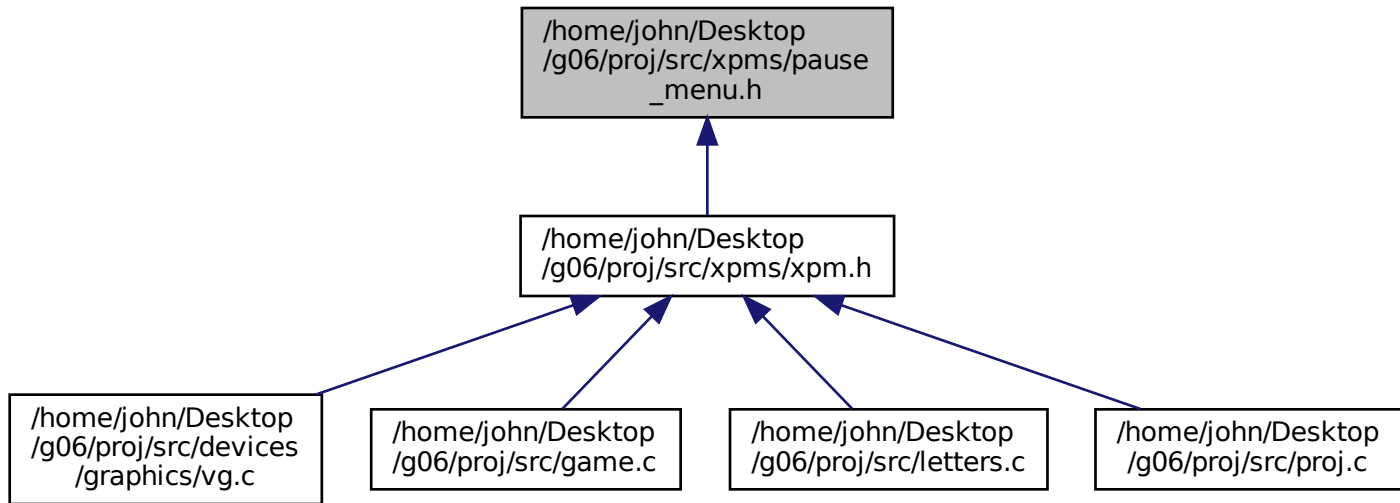 /home/john/Desktop
/g06/proj/src/xpms/pause
_menu.h
/home/john/Desktop
/g06/proj/src/xpms/xpm.h
/home/john/Desktop
/g06/proj/src/devices
/graphics/vg.c
/home/john/Desktop
/g06/proj/src/game.c
/home/john/Desktop
/g06/proj/src/letters.c
/home/john/Desktop
/g06/proj/src/proj.c